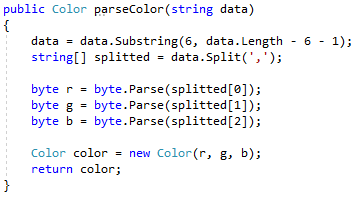 public Color parseColor(string data)
{
    data = data.Substring(6, data.Length - 6 - 1);
    string[] splitted = data.Split(',');

    byte r = byte.Parse(splitted[0]);
    byte g = byte.Parse(splitted[1]);
    byte b = byte.Parse(splitted[2]);

    Color color = new Color(r, g, b);
    return color;
}